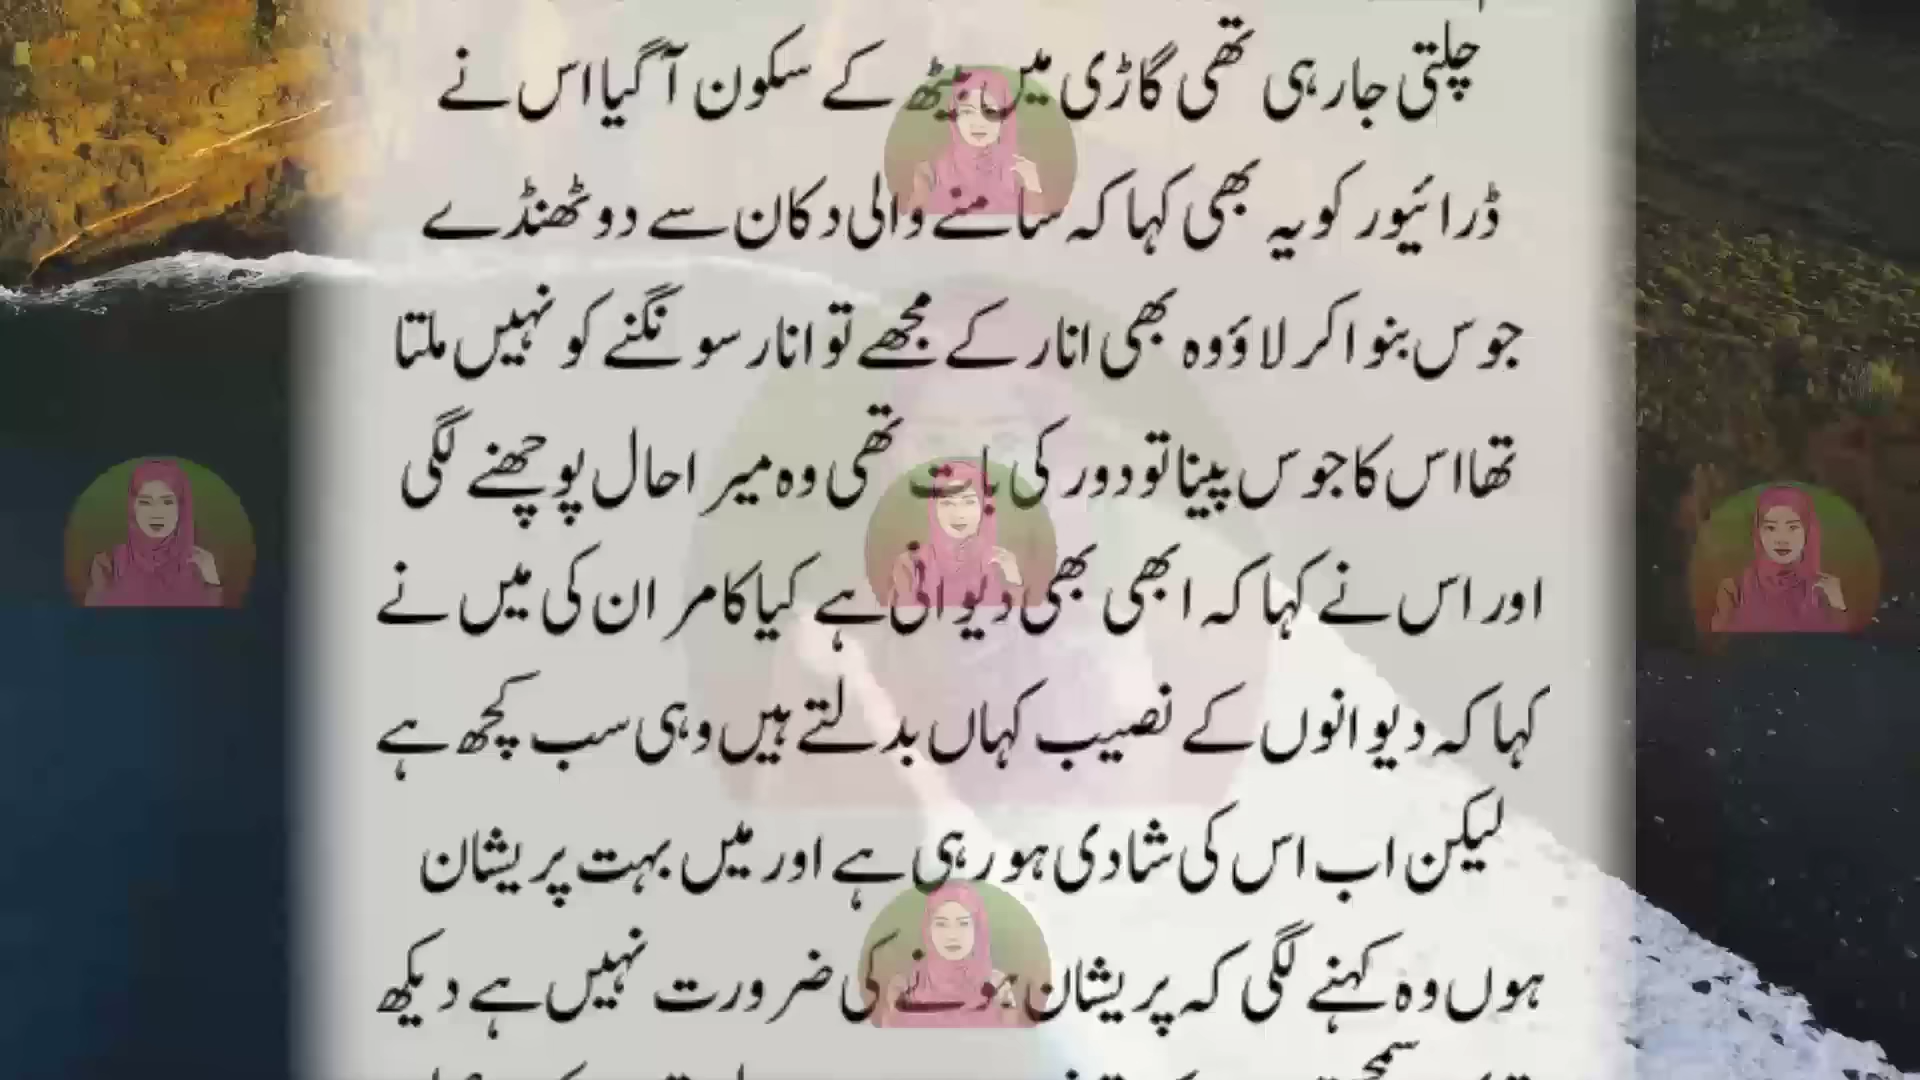 چلتی جارہی تھی گاڑی میں بیٹھ کے سکون آگیا اس نے
ڈرائیور کو یہ بھی کہا کہ سامنے والی دکان سے دو ٹھنڈے
جوس بنوا کر لاؤ وہ بھی انار کے مجھے تو انار سونگنے کو نہیں ملتا
تھا اس کا جوس پینا تو دور کی بات تھی وہ میرا حال پوچھنے لگی
اور اس نے کہا کہ ابھی بھی دیوانی ہے کیا کامران کی میں نے
کہا کہ دیوانوں کے نصیب کہاں بدلتے ہیں وہی سب کچھ ہے
لیکن اب اس کی شادی ہو رہی ہے اور میں بہت پریشان
ہوں وہ کہنے لگی کہ پریشان ہونے کی ضرورت نہیں ہے دیکھ